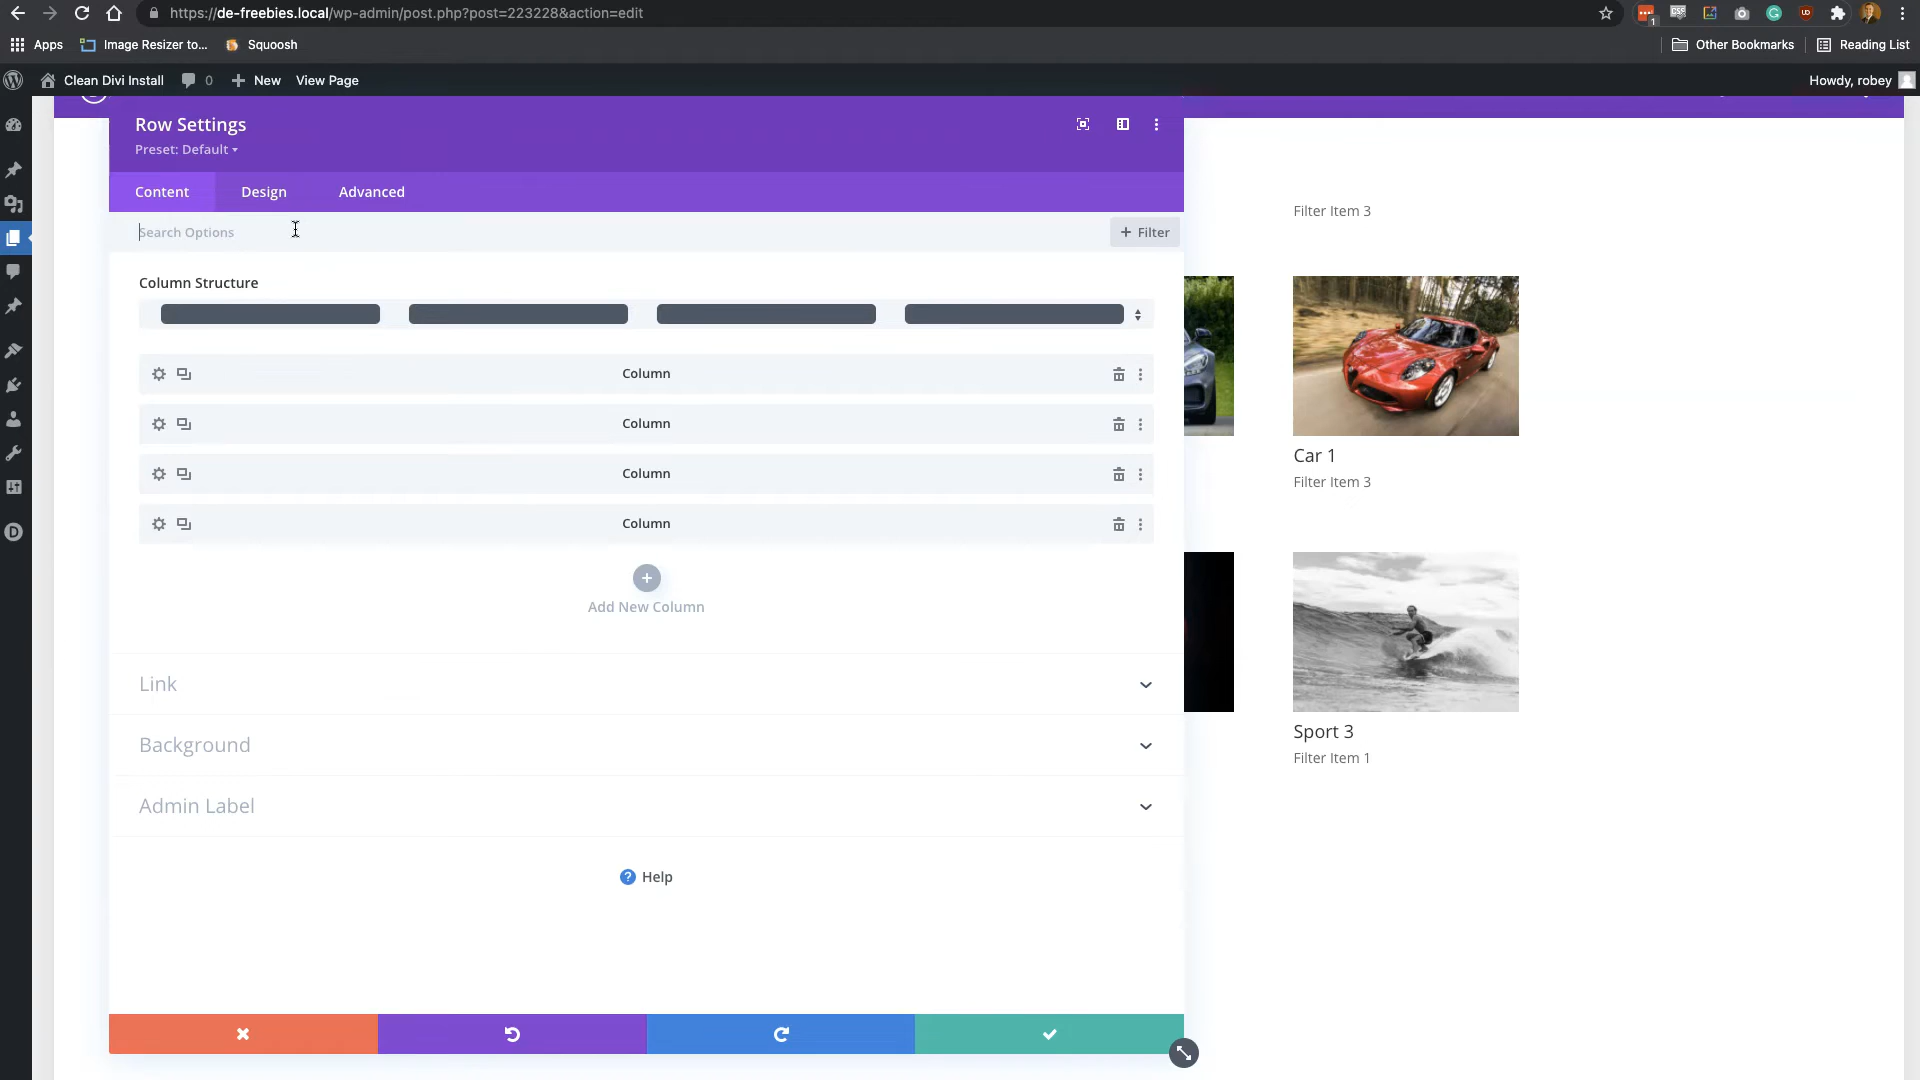 https://de-freebies.local/wp-admin/post.php?post=223228&action=edit
1
Apps
Image Resizer to...
Squoosh
Other Bookmarks
Reading List
Clean Divi Install
0
New
View Page
Howdy, robey
Row Settings
Preset: Default
Content
Design
Advanced
Search Options
+ Filter
Filter Item 3
Column Structure
Column
Column
Column
Column
Add New Column
Car 1
Filter Item 3
Link
Background
Admin Label
Sport 3
Filter Item 1
Help